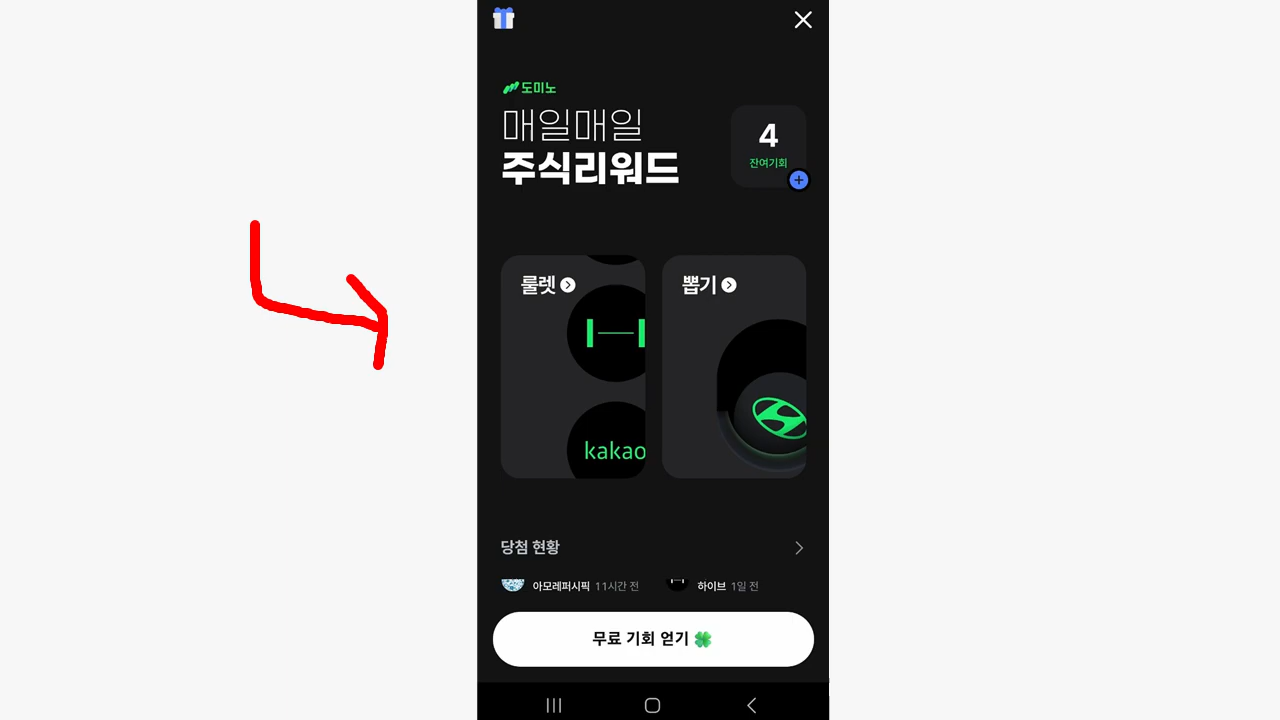 도미노
매일매일
주식리워드
4
잔여기회
룰렛
뽑기
kakao
당첨 현황
아모레퍼시픽 11시간 전
하이브 1일 전
무료 기회 얻기